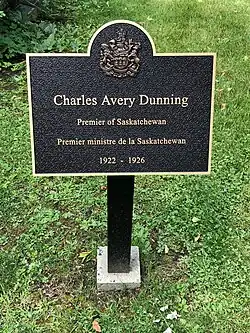 Charles Avery Dunning
Premier of Saskatchewan
Premier ministre de la Saskatchewan
1922 - 1926